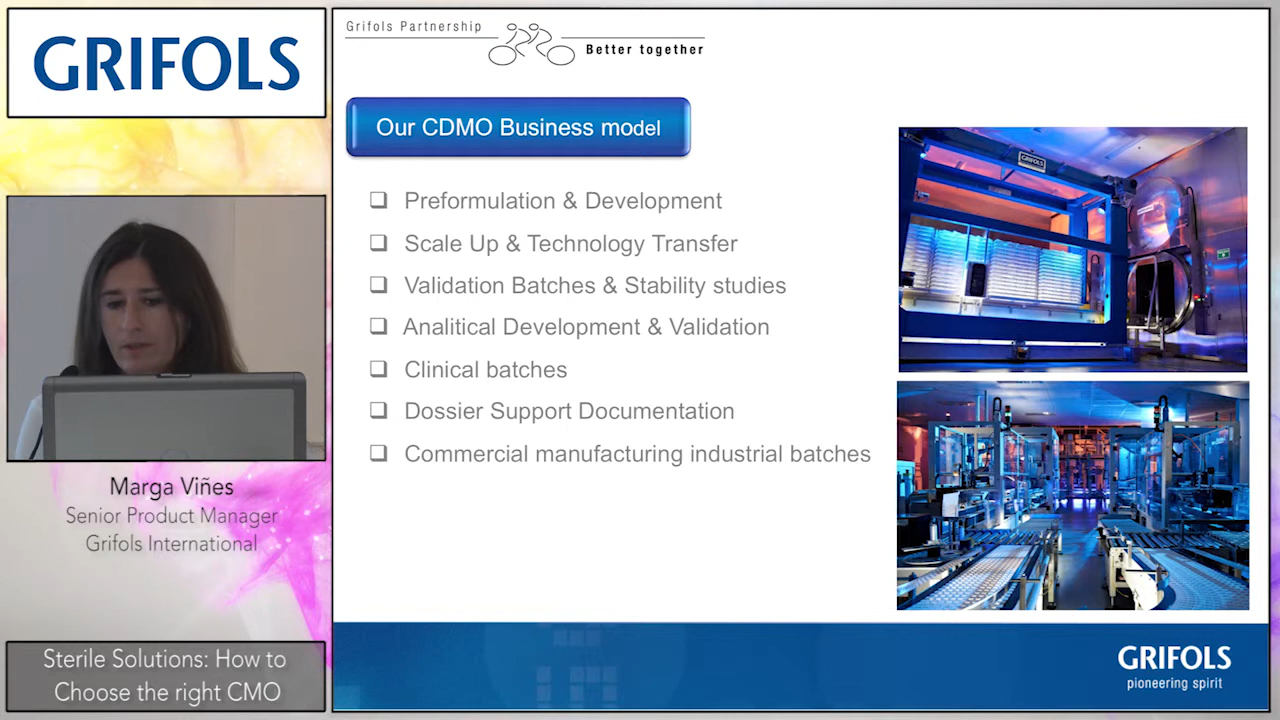 GRIFOLS
Marga Viñes
Senior Product Manager
Grifols International
Sterile Solutions: How to
Choose the right CMO
Grifols Partnership
Better together
Our CDMO Business model
❑ Preformulation & Development
❑ Scale Up & Technology Transfer
❑ Validation Batches & Stability studies
❑ Analitical Development & Validation
❑ Clinical batches
❑ Dossier Support Documentation
❑ Commercial manufacturing industrial batches
GRIFOLS
GRIFOLS
pioneering spirit